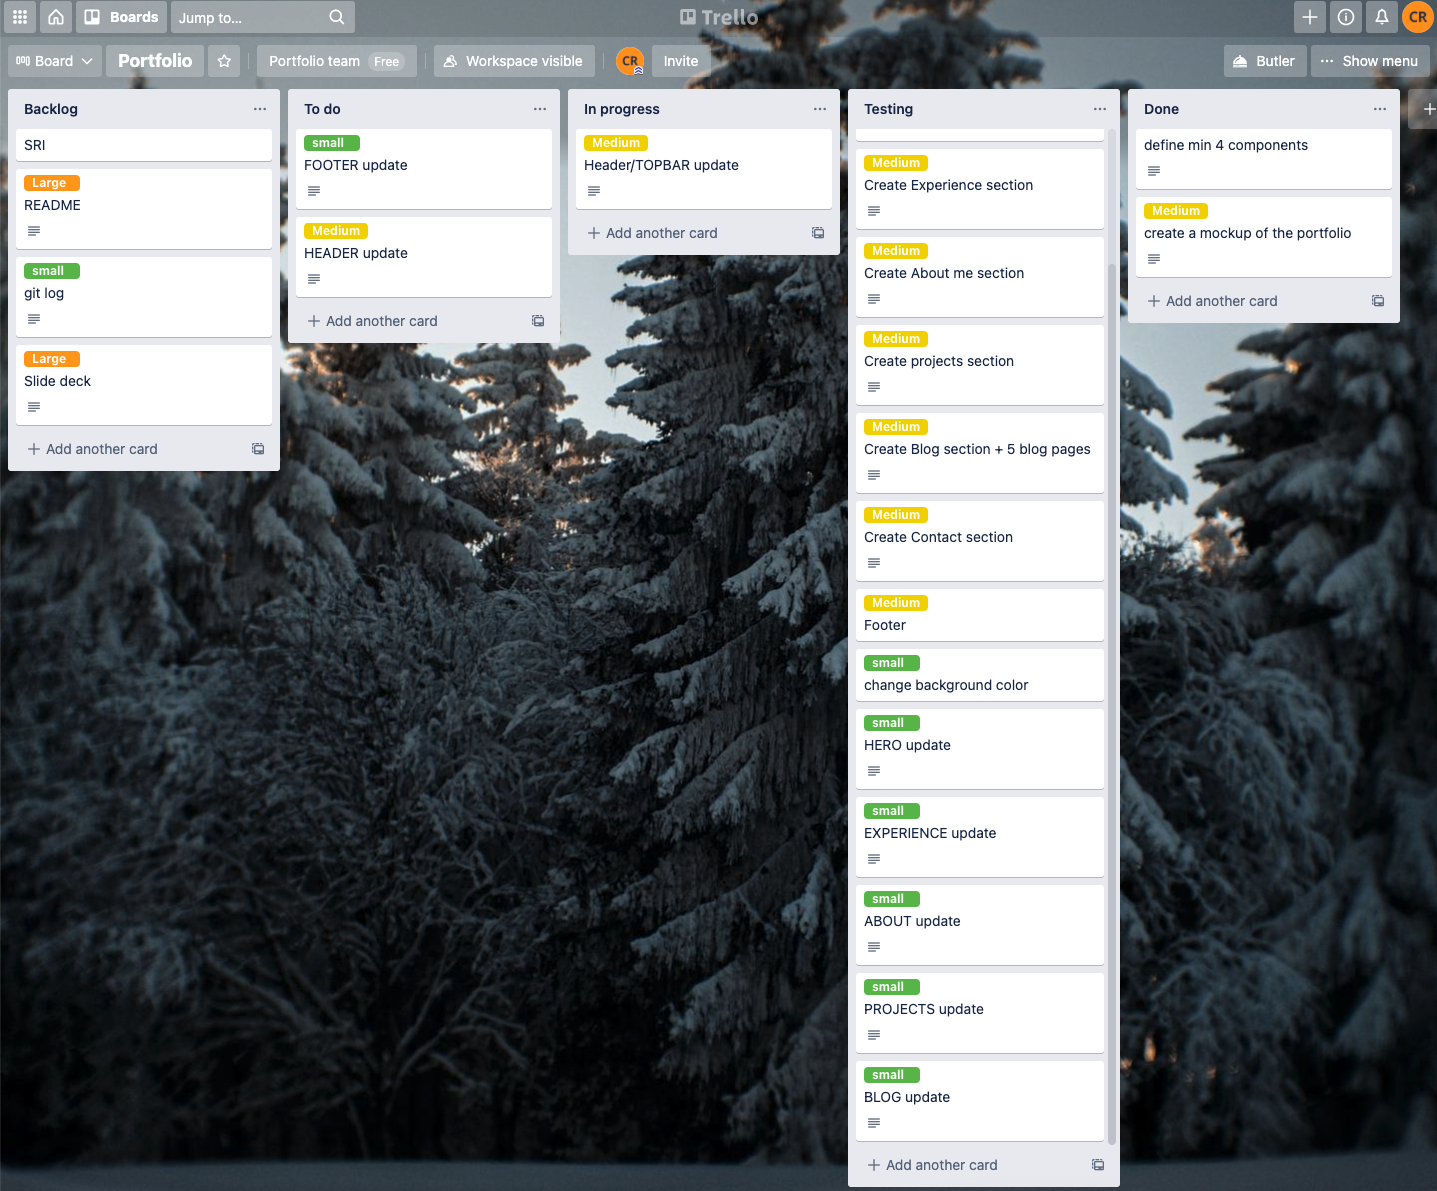 Boards
Jump to...
Trello
CR
Board
Portfolio
Portfolio team Free
Workspace visible
CR
Invite
Butler
... Show menu
Backlog
SRI
Large
README
small
git log
Large
Slide deck
+ Add another card
To do
small
FOOTER update
Medium
HEADER update
+ Add another card
In progress
Medium
Header/TOPBAR update
+ Add another card
Testing
Medium
Create Experience section
Medium
Create About me section
Medium
Create projects section
Medium
Create Blog section + 5 blog pages
Medium
Create Contact section
Medium
Footer
small
change background color
small
HERO update
small
EXPERIENCE update
small
ABOUT update
small
PROJECTS update
small
BLOG update
+ Add another card
Done
define min 4 components
Medium
create a mockup of the portfolio
+ Add another card